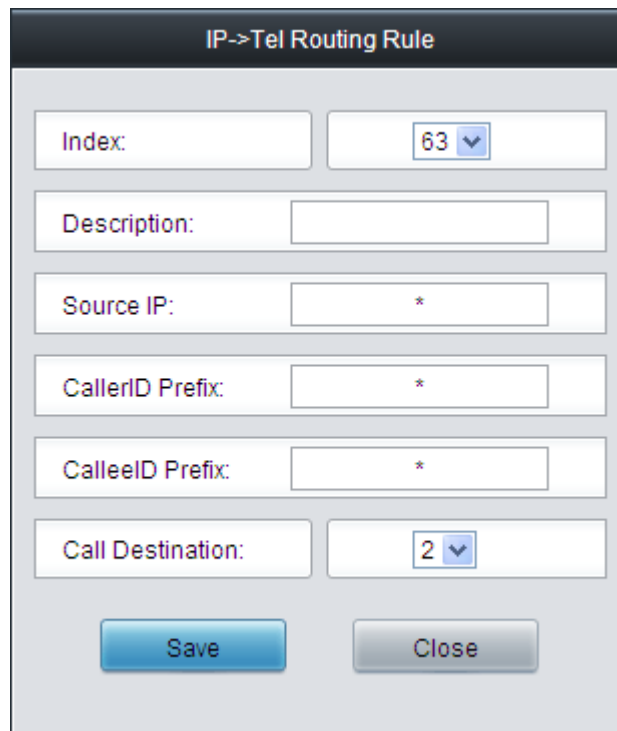 IP->Tel Routing Rule
Index: 63
Description:
Source IP: *
CallerID Prefix: *
CalleeID Prefix: *
Call Destination: 2
Save Close